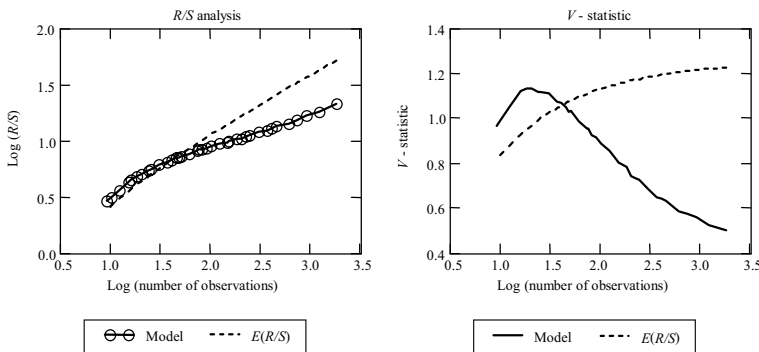 R/S analysis
2.0
1.5
1.0
0.5
0.0
Log (R/S)
0.5 1.0 1.5 2.0 2.5 3.0 3.5
Log (number of observations)
Model E(R/S)
V - statistic
1.4
1.2
1.0
0.8
0.6
0.4
V - statistic
0.5 1.0 1.5 2.0 2.5 3.0 3.5
Log (number of observations)
Model E(R/S)